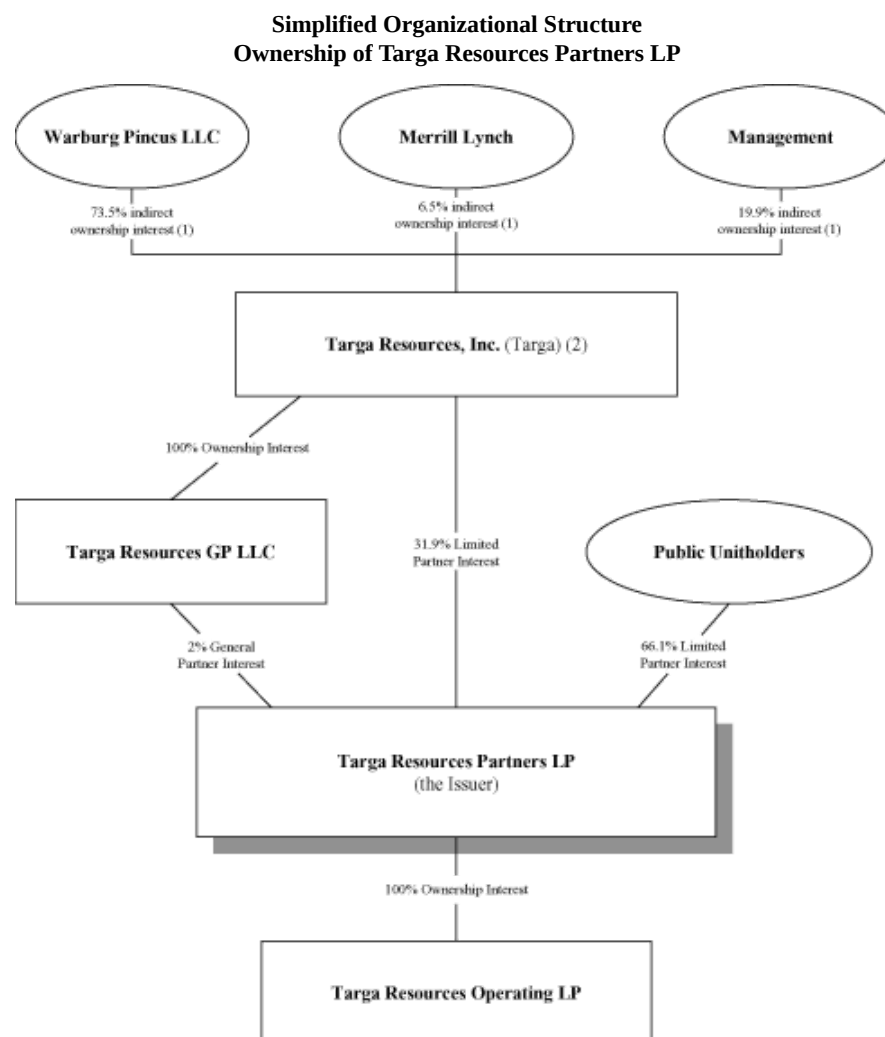 Simplified Organizational Structure
Ownership of Targa Resources Partners LP
Warburg Pincus LLC
Merrill Lynch
Management
73.5% indirect
ownership interest (1)
6.5% indirect
ownership interest (1)
19.9% indirect
ownership interest (1)
Targa Resources, Inc. (Targa) (2)
100% Ownership Interest
Targa Resources GP LLC
31.9% Limited
Partner Interest
Public Unitholders
2% General
Partner Interest
66.1% Limited
Partner Interest
Targa Resources Partners LP
(the Issuer)
100% Ownership Interest
Targa Resources Operating LP